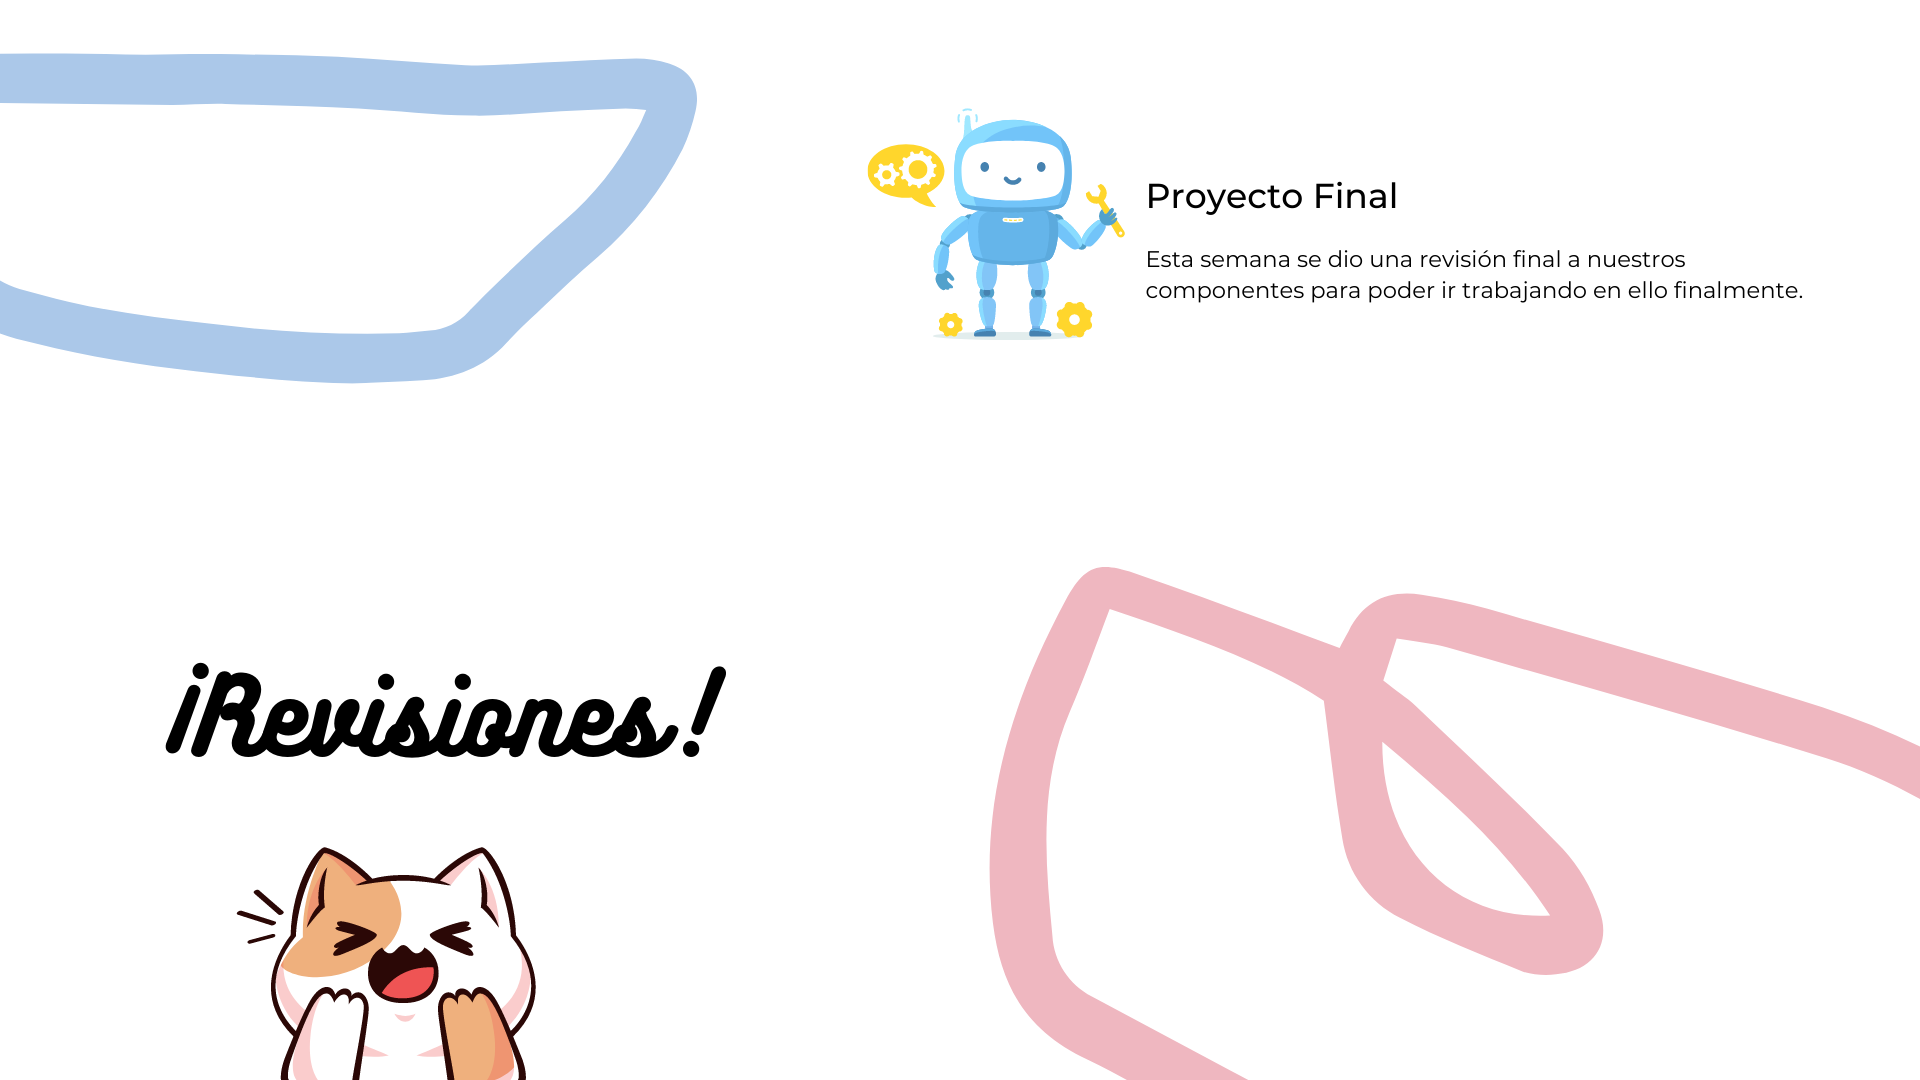 Proyecto Final
Esta semana se dio una revisión final a nuestros
componentes para poder ir trabajando en ello finalmente.
¡Revisiones!